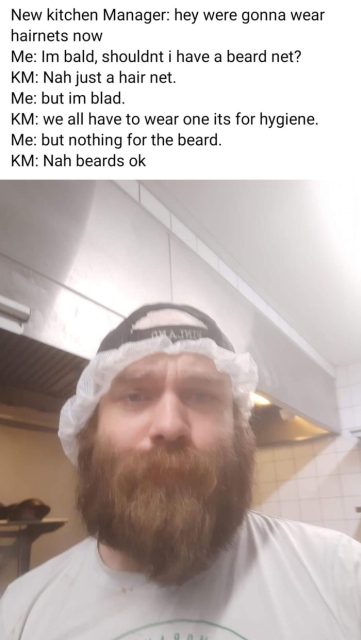 New kitchen Manager: hey were gonna wear
hairnets now
Me: Im bald, shouldnt i have a beard net?
KM: Nah just a hair net.
Me: but im blad.
KM: we all have to wear one its for hygiene.
Me: but nothing for the beard.
KM: Nah beards ok